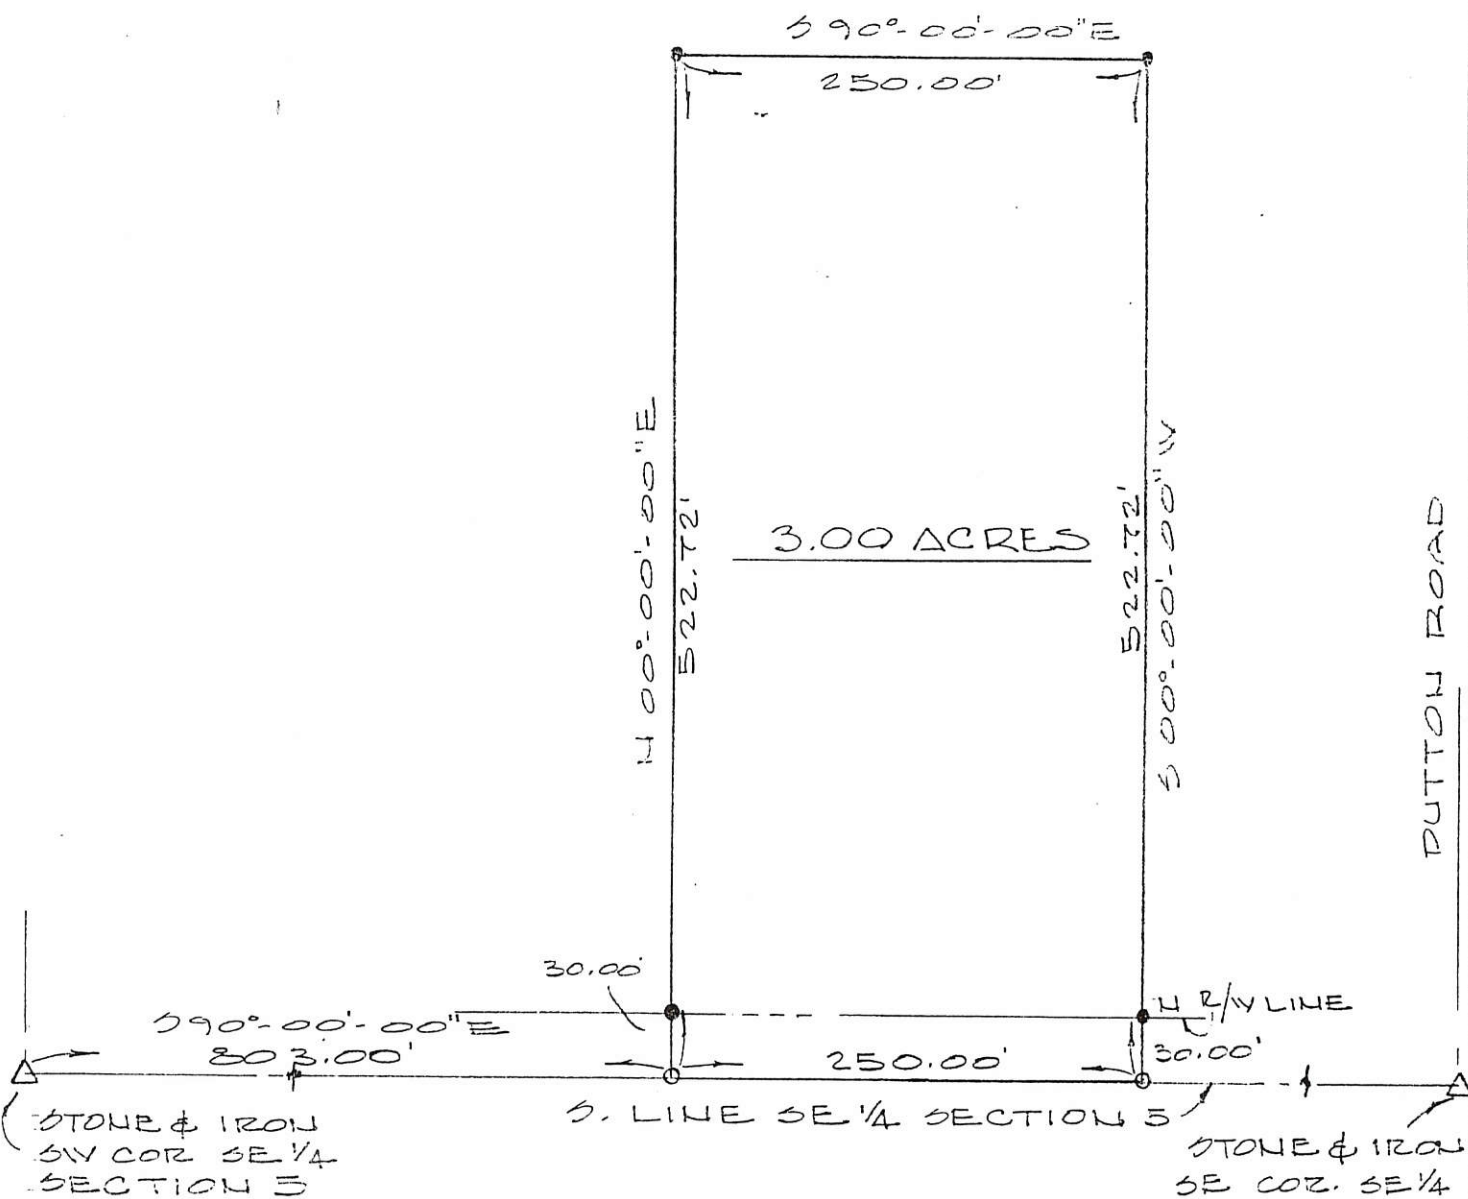 S 90°-00'-00"E
250.00'
N 00°-00'-00"E
522.72'
3.00 ACRES
522.72'
S 00°-00'-00"W
DUTTON ROAD
30.00'
N R/W LINE
S90°-00'-00"E
803.00'
250.00'
30.00'
S. LINE SE 1/4 SECTION 5
STONE & IRON
SW COR SE 1/4
SECTION 5
STONE & IRON
SE COR. SE 1/4